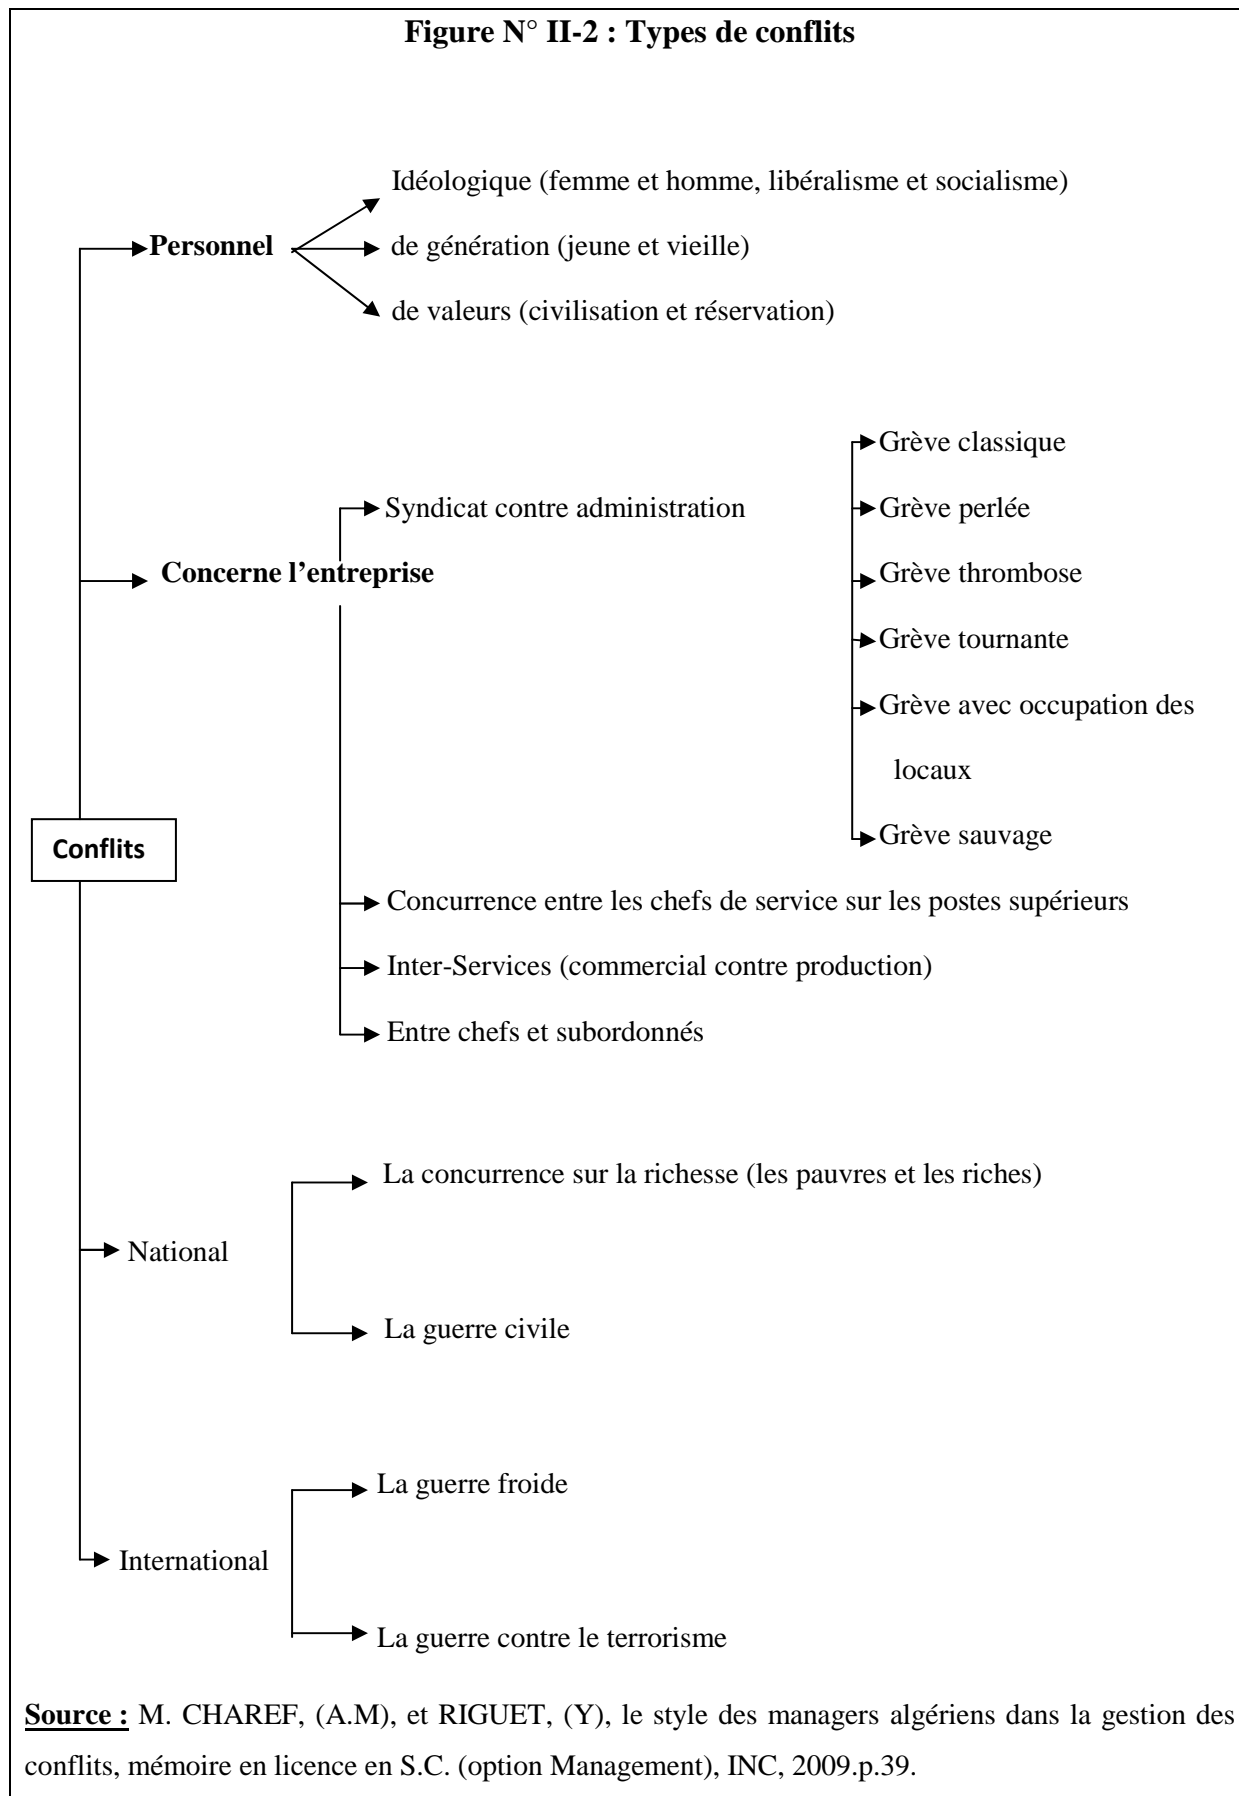 Figure N° II-2 : Types de conflits
Idéologique (femme et homme, libéralisme et socialisme)
Personnel
de génération (jeune et vieille)
de valeurs (civilisation et réservation)
Grève classique
Syndicat contre administration
Grève perlée
Concerne l’entreprise
Grève thrombose
Grève tournante
Grève avec occupation des
locaux
Grève sauvage
Conflits
Concurrence entre les chefs de service sur les postes supérieurs
Inter-Services (commercial contre production)
Entre chefs et subordonnés
La concurrence sur la richesse (les pauvres et les riches)
National
La guerre civile
La guerre froide
International
La guerre contre le terrorisme
Source : M. CHAREF, (A.M), et RIGUET, (Y), le style des managers algériens dans la gestion des
conflits, mémoire en licence en S.C. (option Management), INC, 2009.p.39.